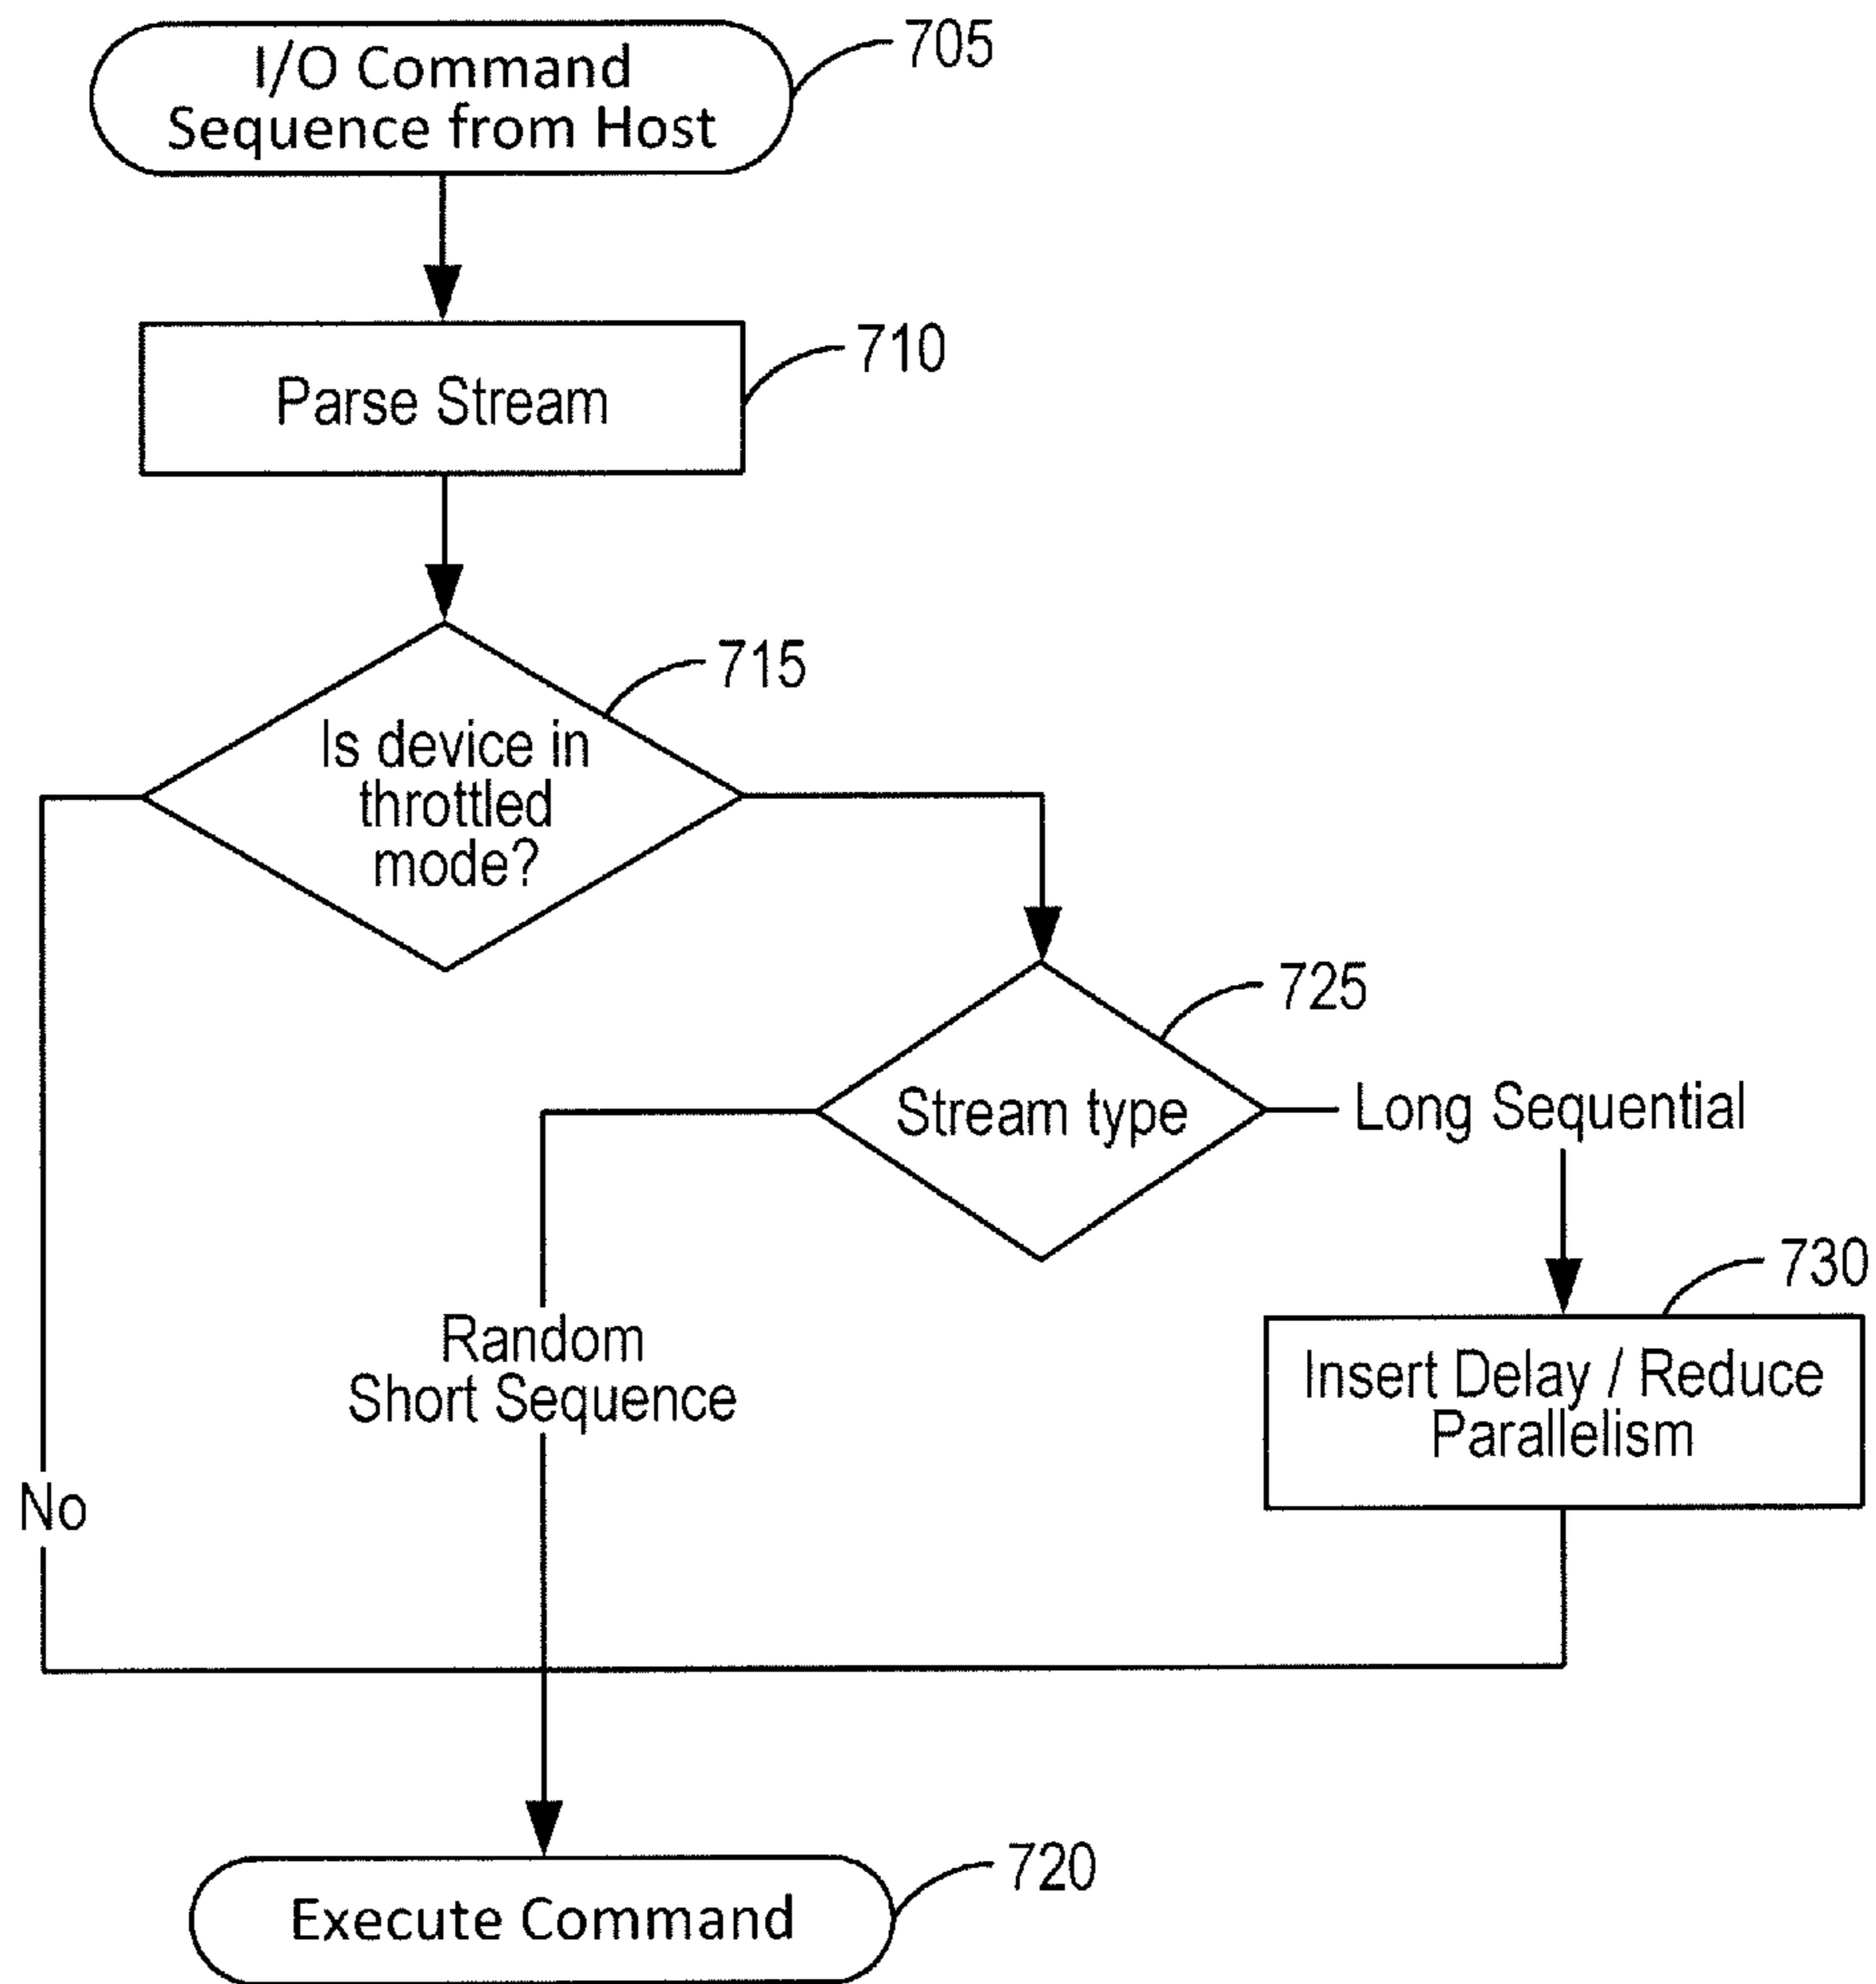 I/O Command
Sequence from Host
705
Parse Stream
710
715
Is device in
throttled
mode?
725
Stream type
Long Sequential
730
Random
Short Sequence
Insert Delay / Reduce
Parallelism
No
720
Execute Command